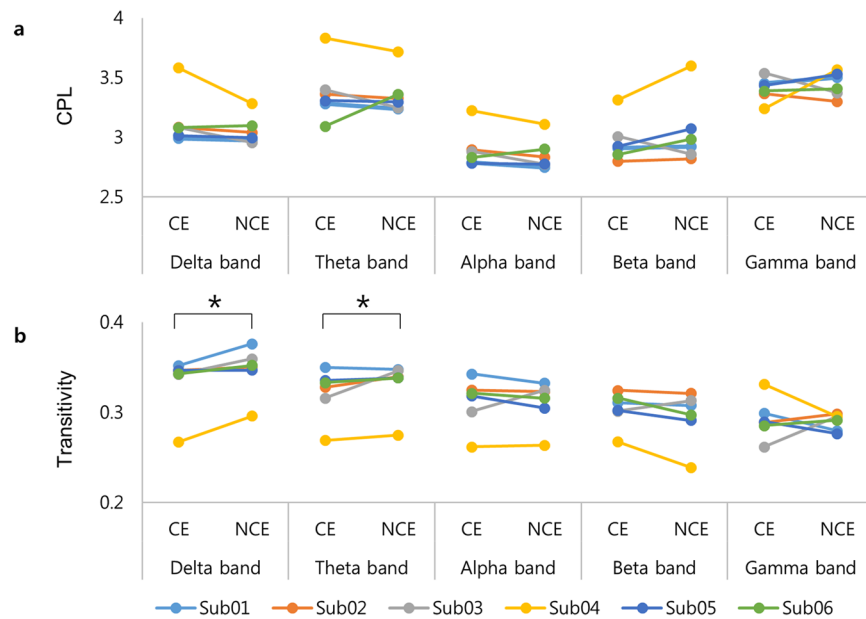 a
4
3.5
3
2.5
CPL
CE NCE CE NCE CE NCE CE NCE CE NCE
Delta band Theta band Alpha band Beta band Gamma band
b
* *
0.4
0.3
0.2
Transitivity
CE NCE CE NCE CE NCE CE NCE CE NCE
Delta band Theta band Alpha band Beta band Gamma band
Sub01 Sub02 Sub03 Sub04 Sub05 Sub06